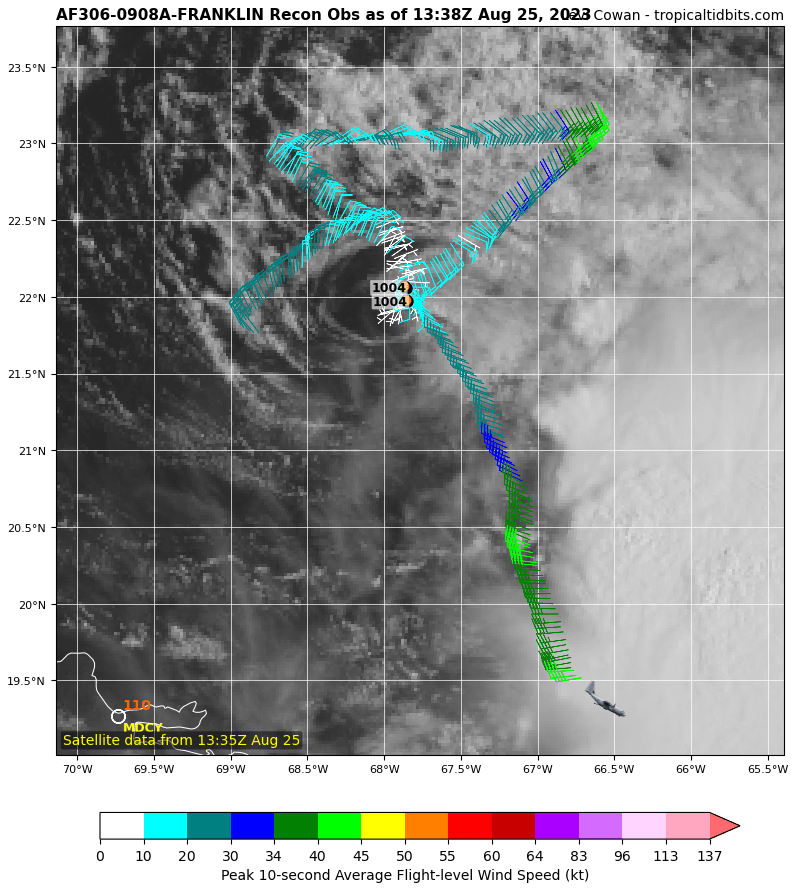 AF306-0908A-FRANKLIN Recon Obs as of 13:38Z Aug 25, 2023 Levi Cowan - tropicaltidbits.com
23.5°N
23°N
22.5°N
22°N
21.5°N
21°N
20.5°N
20°N
19.5°N
1004
1004
110
MDCY
Satellite data from 13:35Z Aug 25
70°W 69.5°W 69°W 68.5°W 68°W 67.5°W 67°W 66.5°W 66°W 65.5°W
0 10 20 30 34 40 45 50 55 60 64 83 96 113 137
Peak 10-second Average Flight-level Wind Speed (kt)